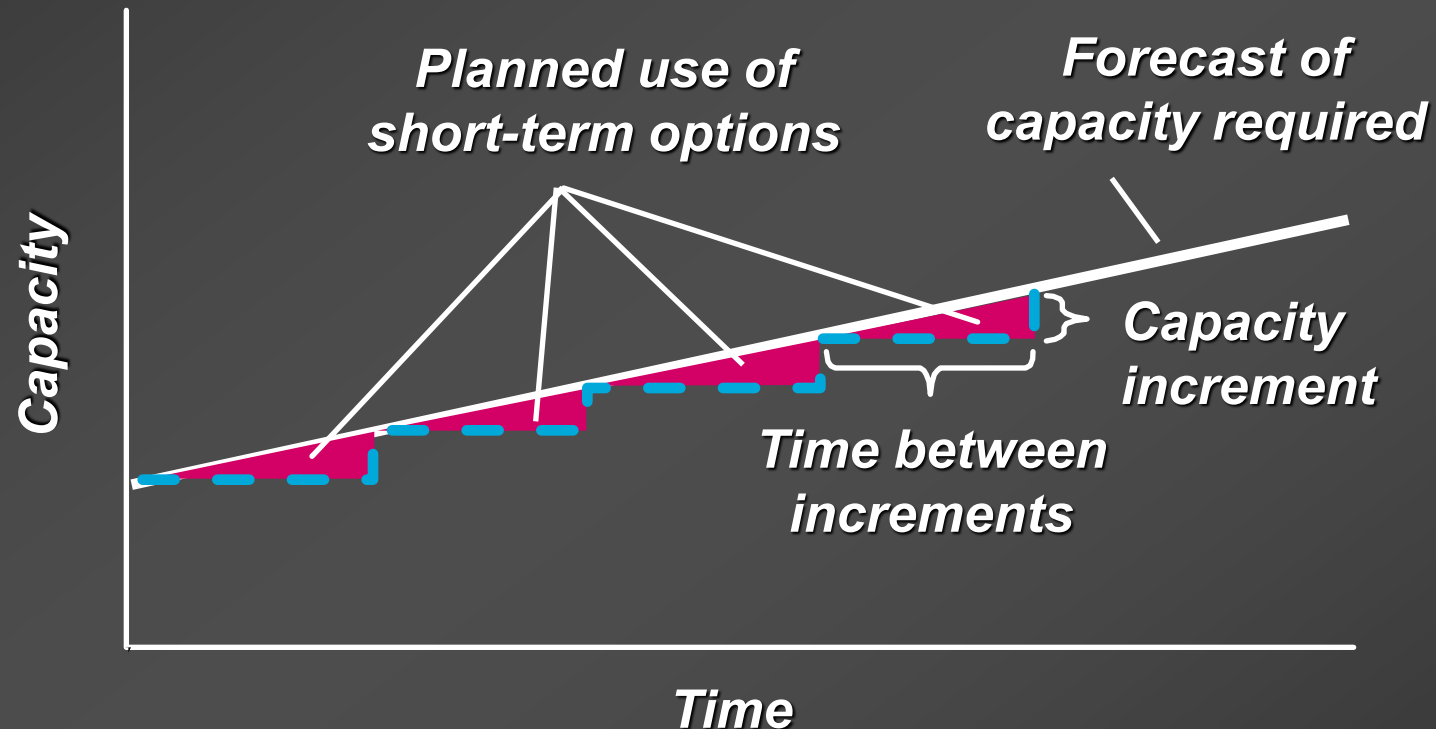 Planned use of
short-term options
Forecast of
capacity required
Capacity
Capacity
increment
Time between
increments
Time